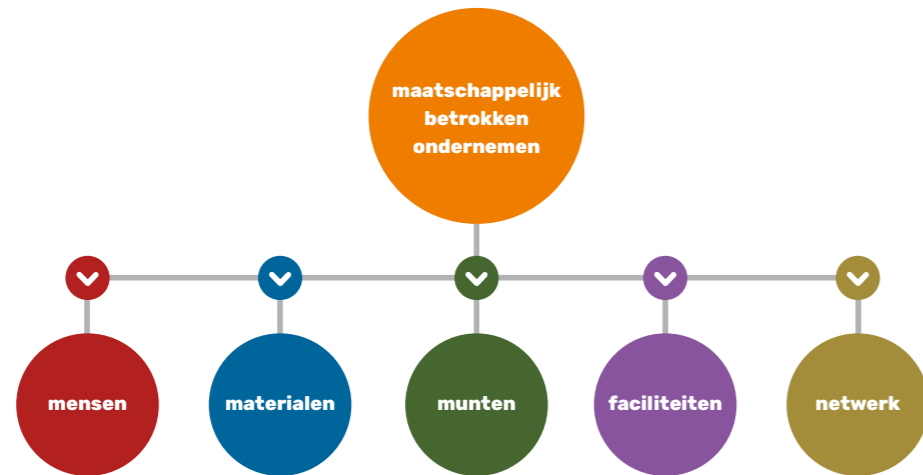 maatschappelijk
betrokken
ondernemen
mensen
materialen
munten
faciliteiten
netwerk